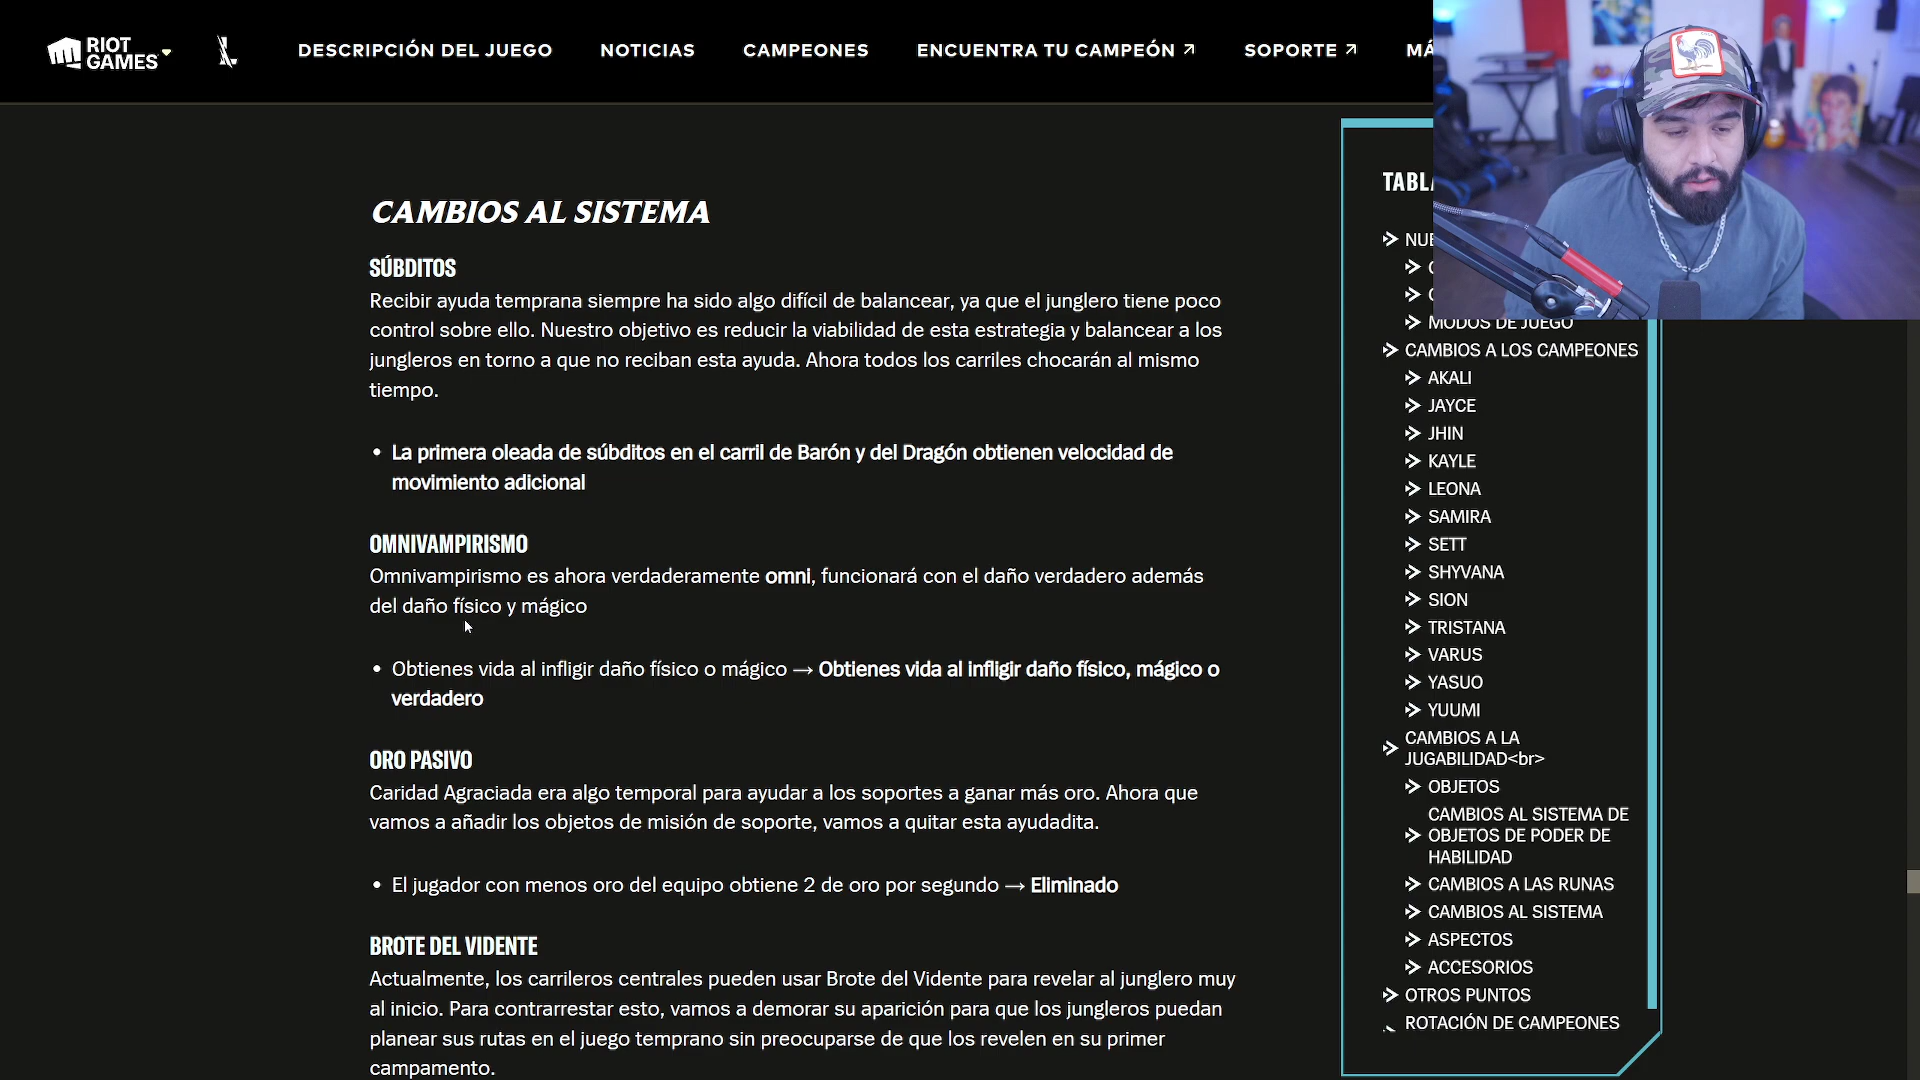 RIOT
GAMES
DESCRIPCIÓN DEL JUEGO
NOTICIAS
CAMPEONES
ENCUENTRA TU CAMPEÓN
SOPORTE
MÁ
CAMBIOS AL SISTEMA
SÚBDITOS
Recibir ayuda temprana siempre ha sido algo difícil de balancear, ya que el junglero tiene poco
control sobre ello. Nuestro objetivo es reducir la viabilidad de esta estrategia y balancear a los
jungleros en torno a que no reciban esta ayuda. Ahora todos los carriles chocarán al mismo
tiempo.
• La primera oleada de súbditos en el carril de Barón y del Dragón obtienen velocidad de
movimiento adicional
OMNIVAMPIRISMO
Omnivampirismo es ahora verdaderamente omni, funcionará con el daño verdadero además
del daño físico y mágico
• Obtienes vida al infligir daño físico o mágico → Obtienes vida al infligir daño físico, mágico o
verdadero
ORO PASIVO
Caridad Agraciada era algo temporal para ayudar a los soportes a ganar más oro. Ahora que
vamos a añadir los objetos de misión de soporte, vamos a quitar esta ayudadita.
• El jugador con menos oro del equipo obtiene 2 de oro por segundo → Eliminado
BROTE DEL VIDENTE
Actualmente, los carrileros centrales pueden usar Brote del Vidente para revelar al junglero muy
al inicio. Para contrarrestar esto, vamos a demorar su aparición para que los jungleros puedan
planear sus rutas en el juego temprano sin preocuparse de que los revelen en su primer
campamento.
TABL
NUE
MODOS DE JUEGO
CAMBIOS A LOS CAMPEONES
AKALI
JAYCE
JHIN
KAYLE
LEONA
SAMIRA
SETT
SHYVANA
SION
TRISTANA
VARUS
YASUO
YUUMI
CAMBIOS A LA
JUGABILIDAD<br>
OBJETOS
CAMBIOS AL SISTEMA DE
OBJETOS DE PODER DE
HABILIDAD
CAMBIOS A LAS RUNAS
CAMBIOS AL SISTEMA
ASPECTOS
ACCESORIOS
OTROS PUNTOS
ROTACIÓN DE CAMPEONES